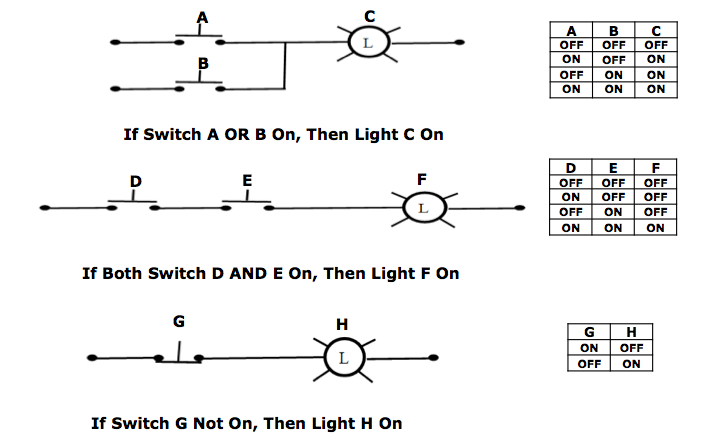 A
C
L
B
If Switch A OR B On, Then Light C On
A B C
OFF OFF OFF
ON OFF ON
OFF ON ON
ON ON ON
D
E
F
L
If Both Switch D AND E On, Then Light F On
D E F
OFF OFF OFF
ON OFF OFF
OFF ON OFF
ON ON ON
G
H
L
If Switch G Not On, Then Light H On
G H
ON OFF
OFF ON